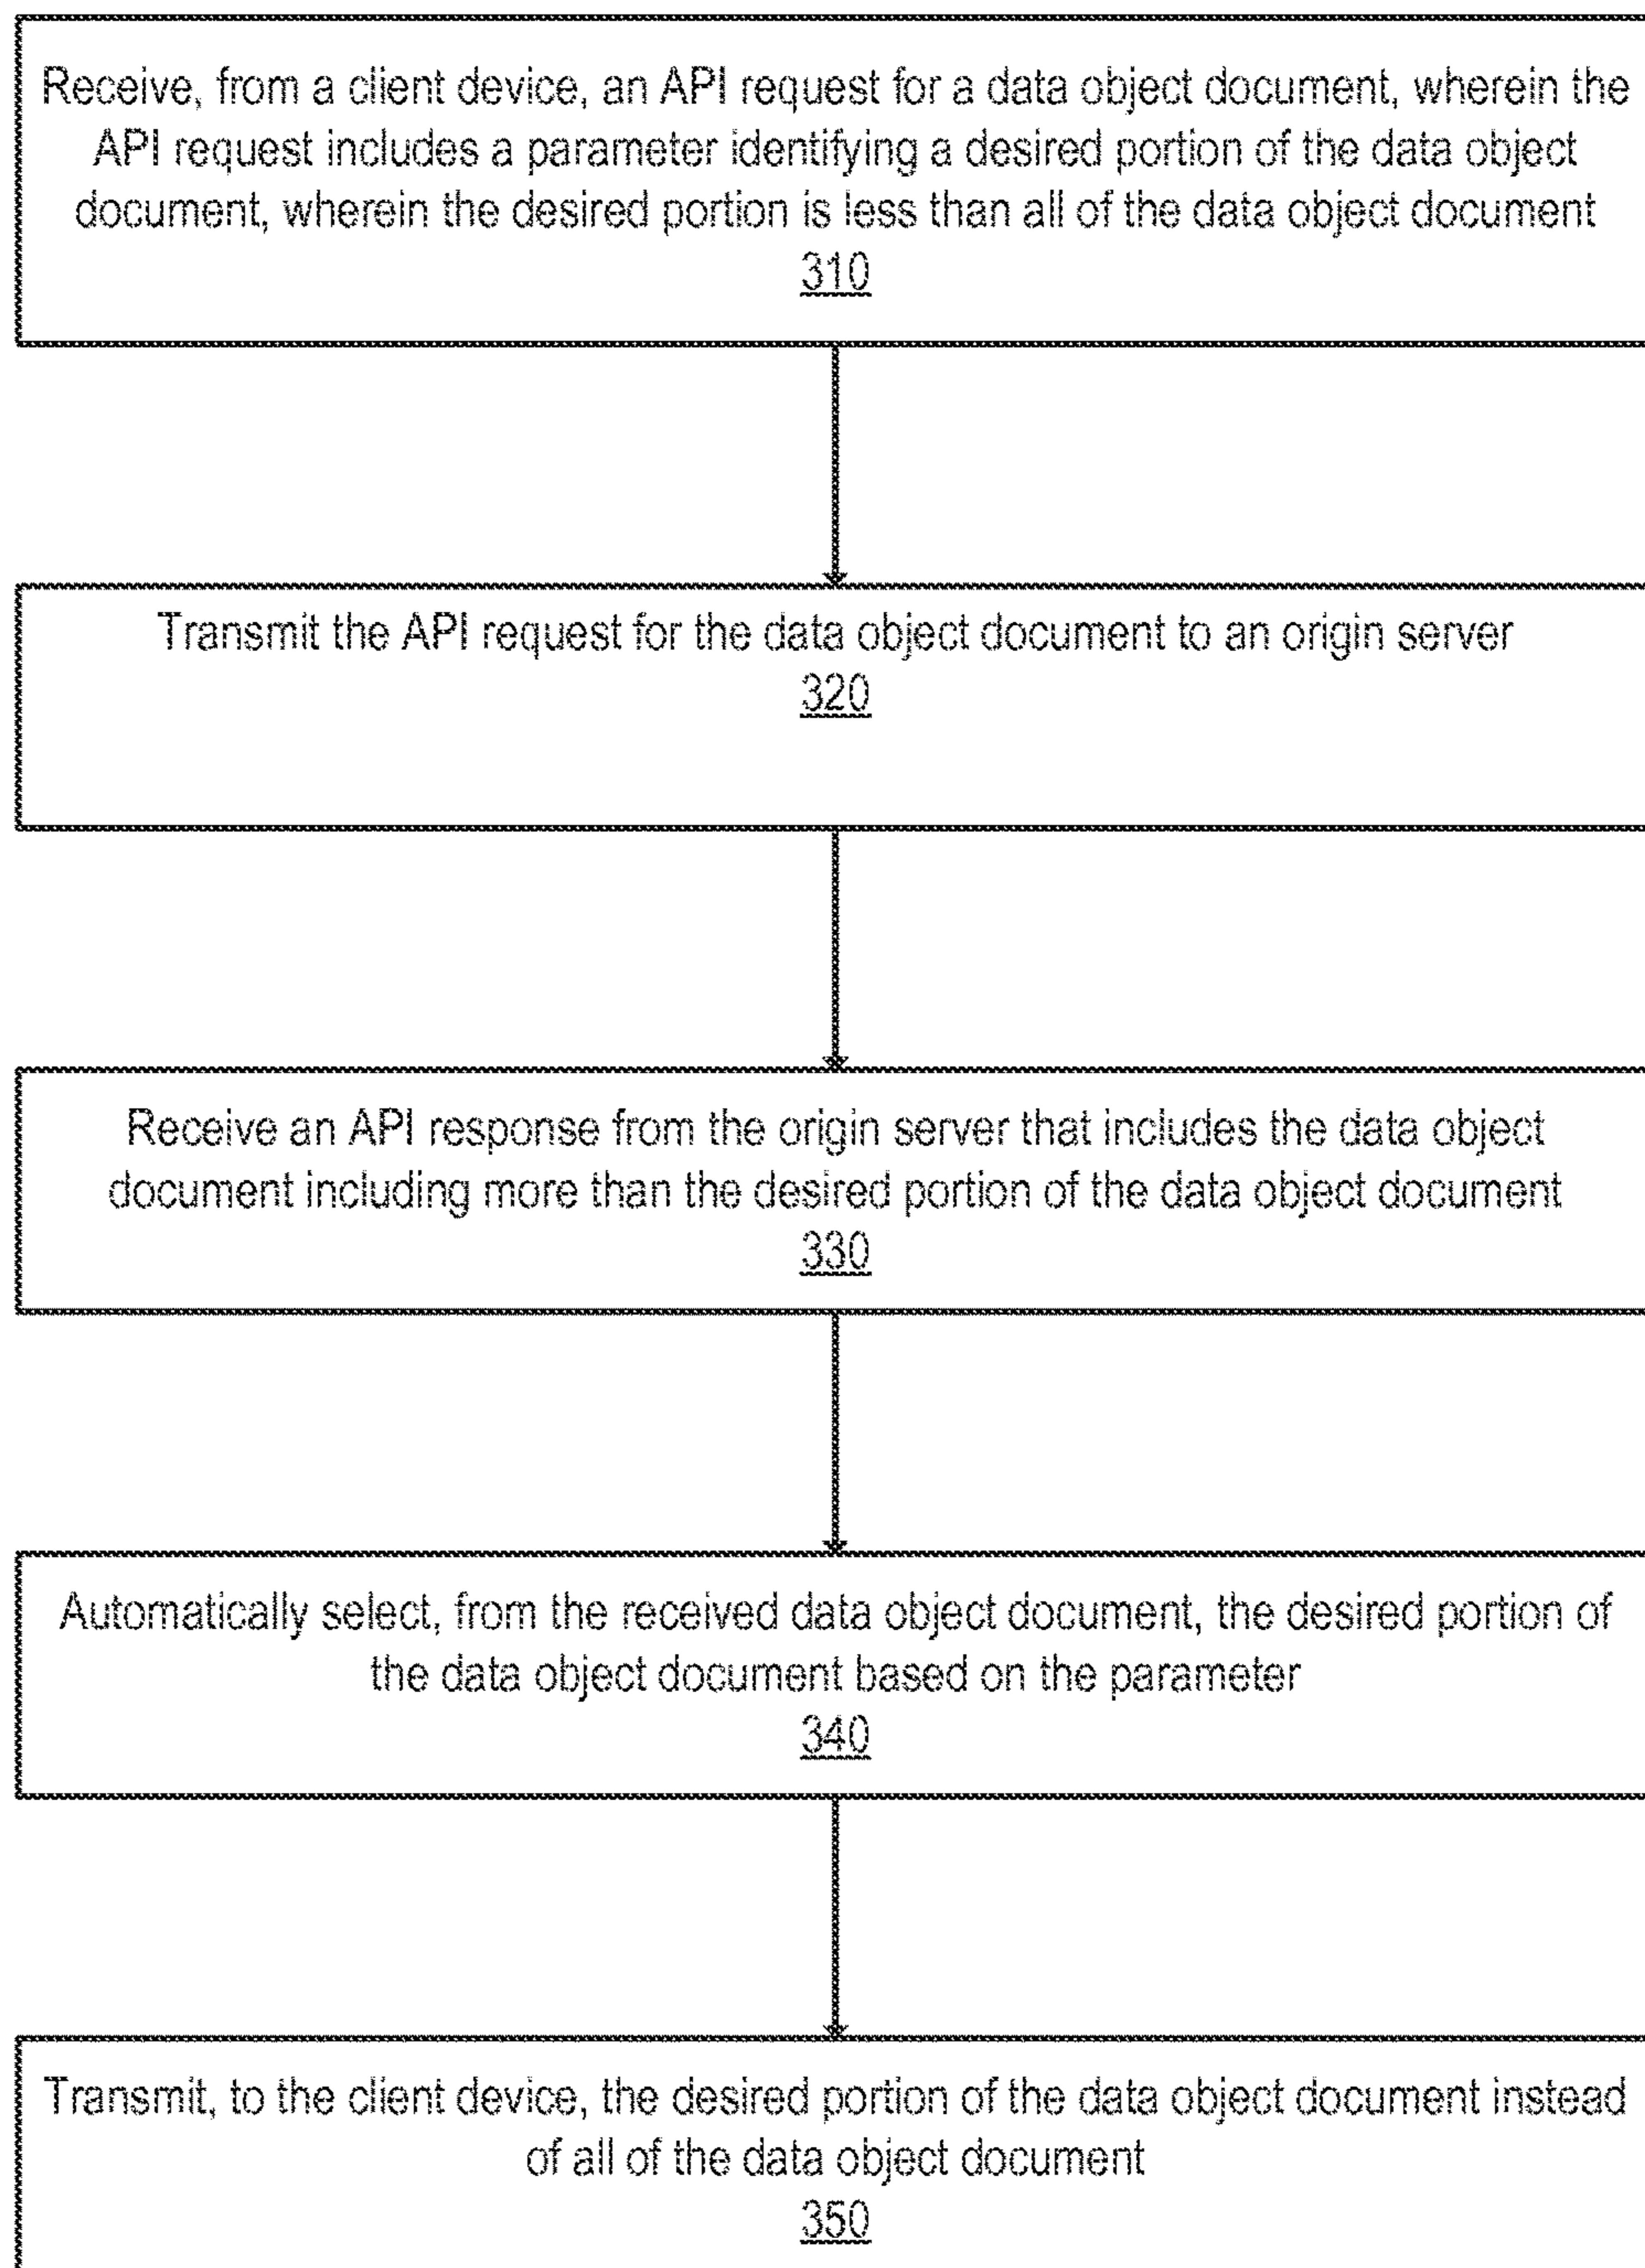 Receive, from a client device, an API request for a data object document, wherein the
API request includes a parameter identifying a desired portion of the data object
document, wherein the desired portion is less than all of the data object document
310
Transmit the API request for the data object document to an origin server
320
Receive an API response from the origin server that includes the data object
document including more than the desired portion of the data object document
330
Automatically select, from the received data object document, the desired portion of
the data object document based on the parameter
340
Transmit, to the client device, the desired portion of the data object document instead
of all of the data object document
350